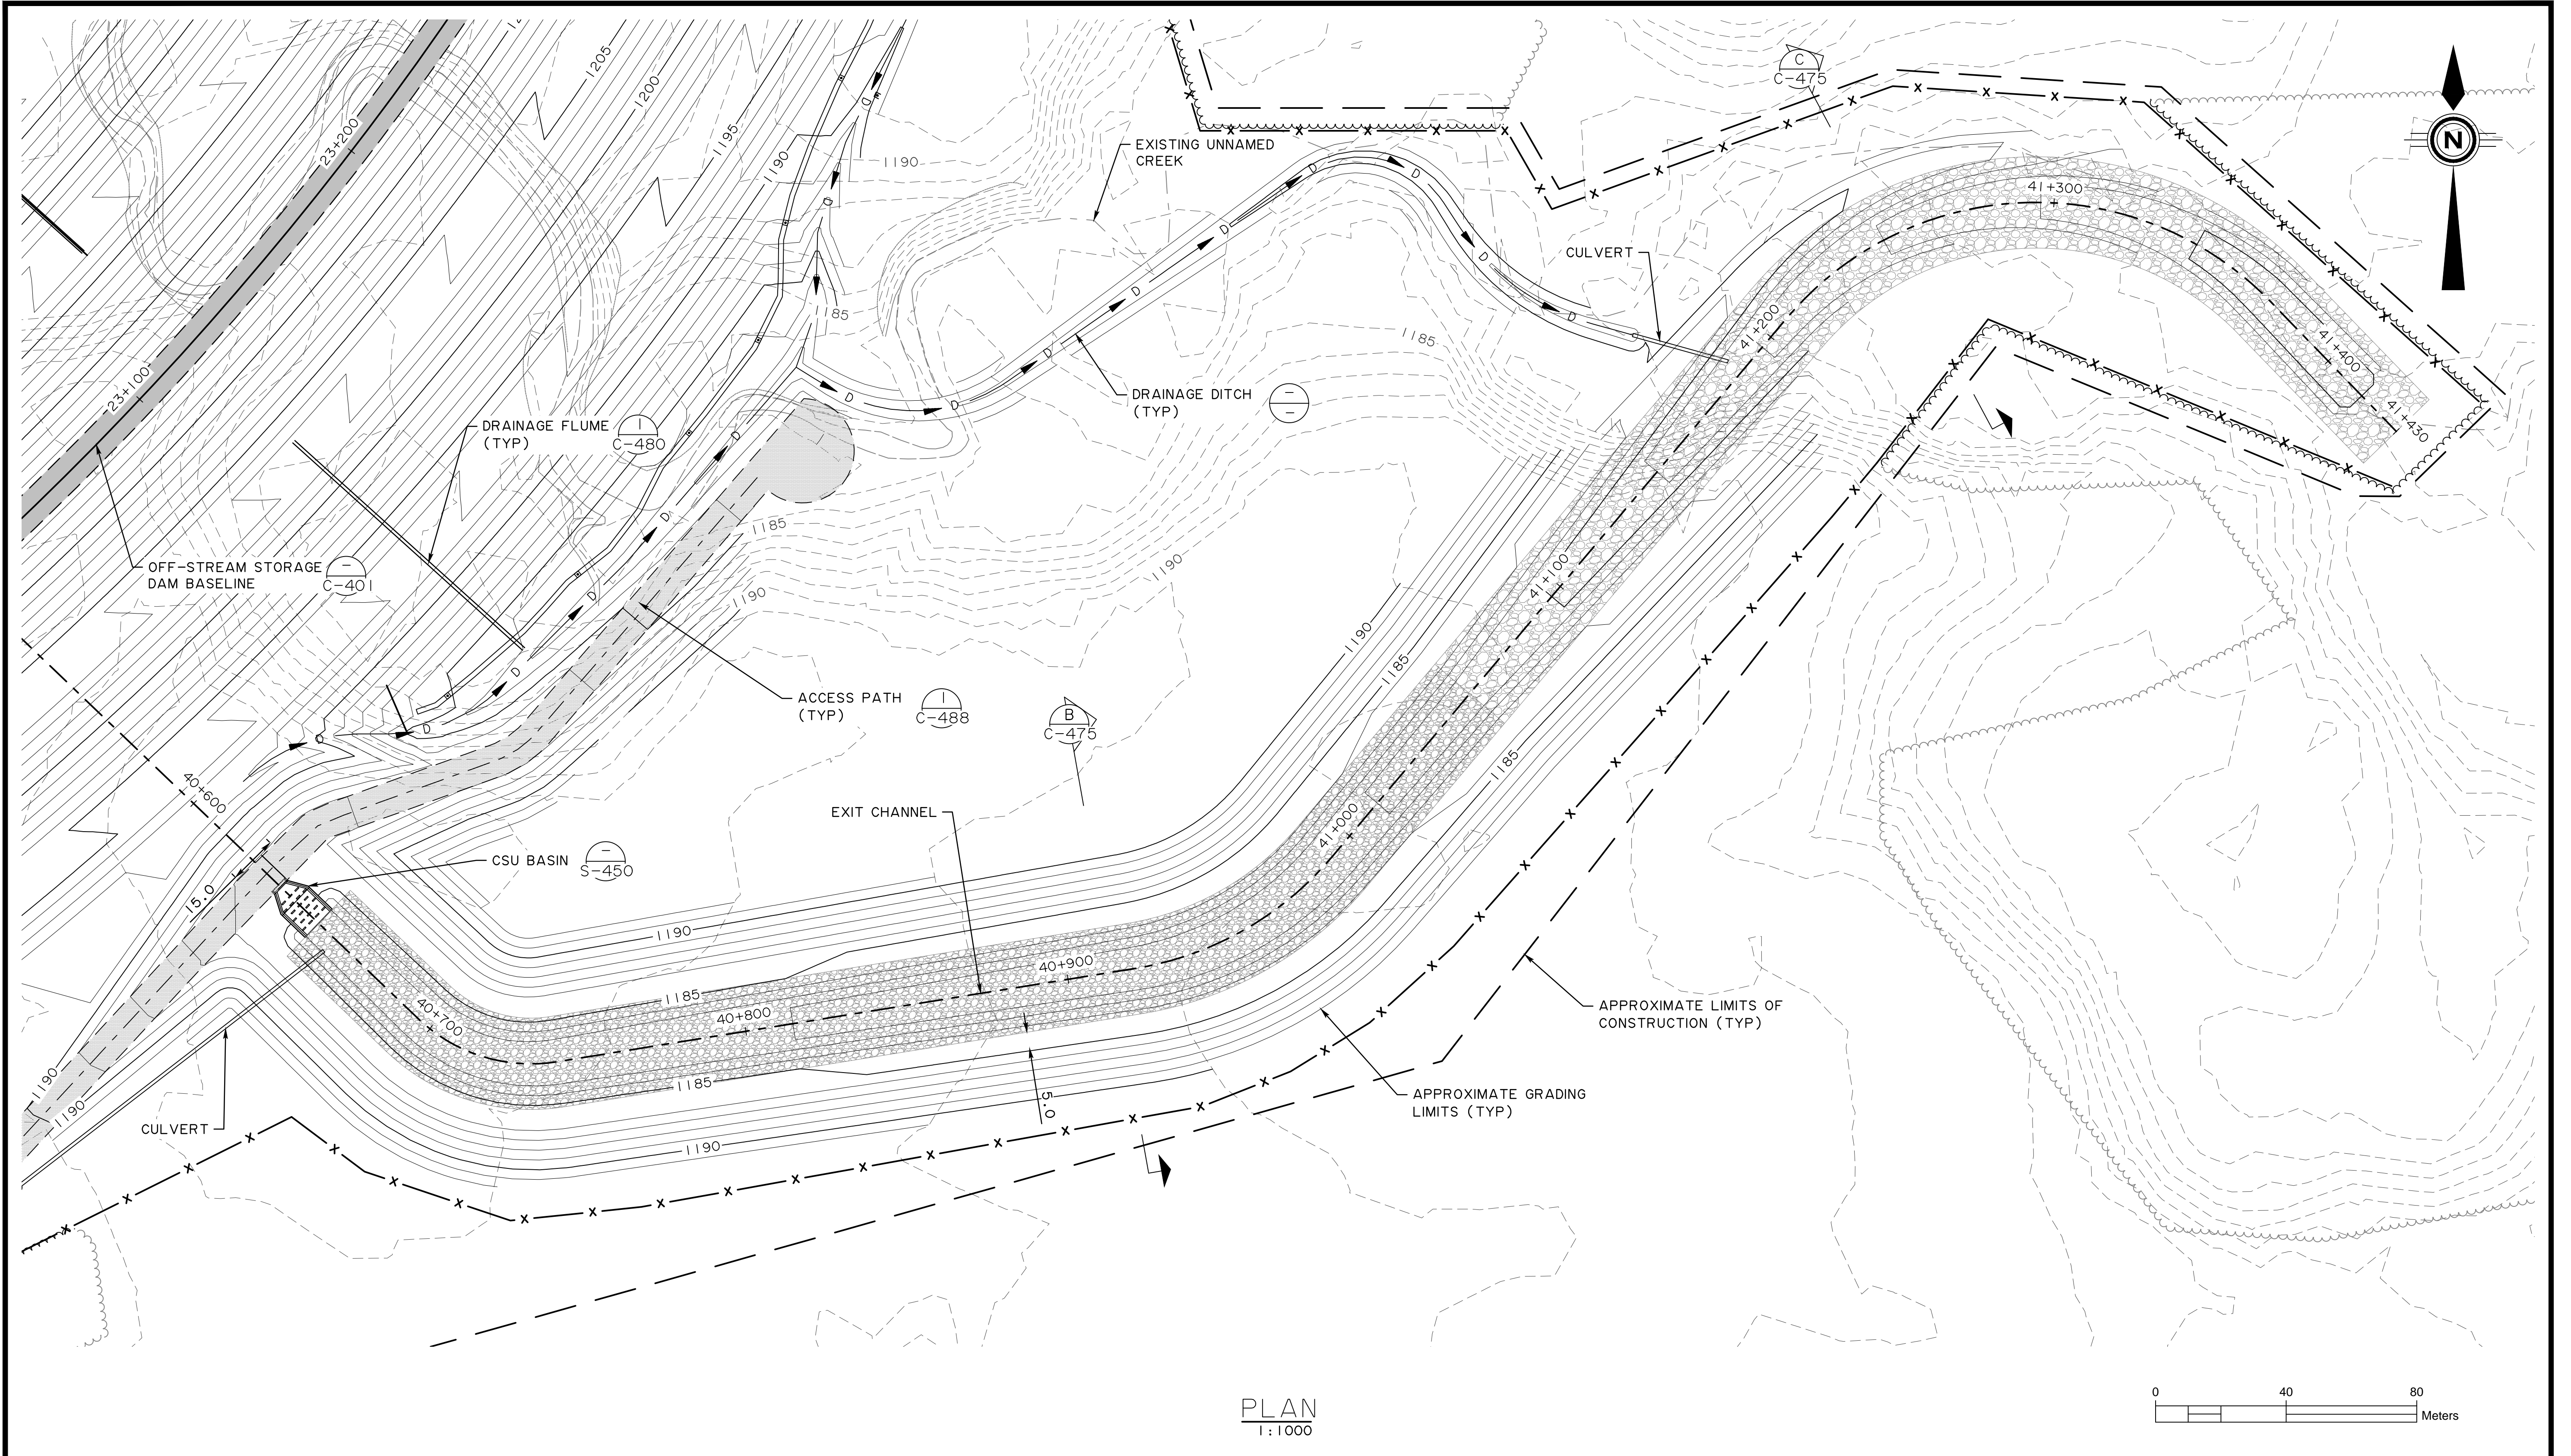 1205
1200
1195
1190
1190
23+200
23+100
EXISTING UNNAMED
CREEK
C
C-475
N
41+300
CULVERT
41+200
1185
1185
41+400
41+430
DRAINAGE DITCH
(TYP)
–
–
DRAINAGE FLUME
(TYP)
1
C-480
OFF-STREAM STORAGE
DAM BASELINE
–
C-401
1185
1190
1190
41+100
1190
1185
ACCESS PATH
(TYP)
1
C-488
B
C-475
40+600
1185
EXIT CHANNEL
41+000
CSU BASIN
–
S-450
15.0
1190
40+900
1185
40+800
40+700
1185
5.0
1190
1190
1190
CULVERT
APPROXIMATE LIMITS OF
CONSTRUCTION (TYP)
APPROXIMATE GRADING
LIMITS (TYP)
D D D D D D D D D D D D D D D D D D
PLAN
1:1000
0 40 80
Meters